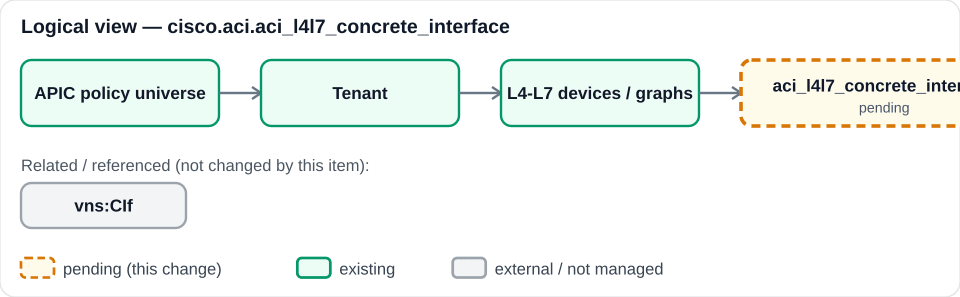 Logical view — cisco.aci.aci_l4l7_concrete_interface
APIC policy universe
Tenant
L4-L7 devices / graphs
aci_l4l7_concrete_inter
pending
Related / referenced (not changed by this item):
vns:CIf
pending (this change)
existing
external / not managed